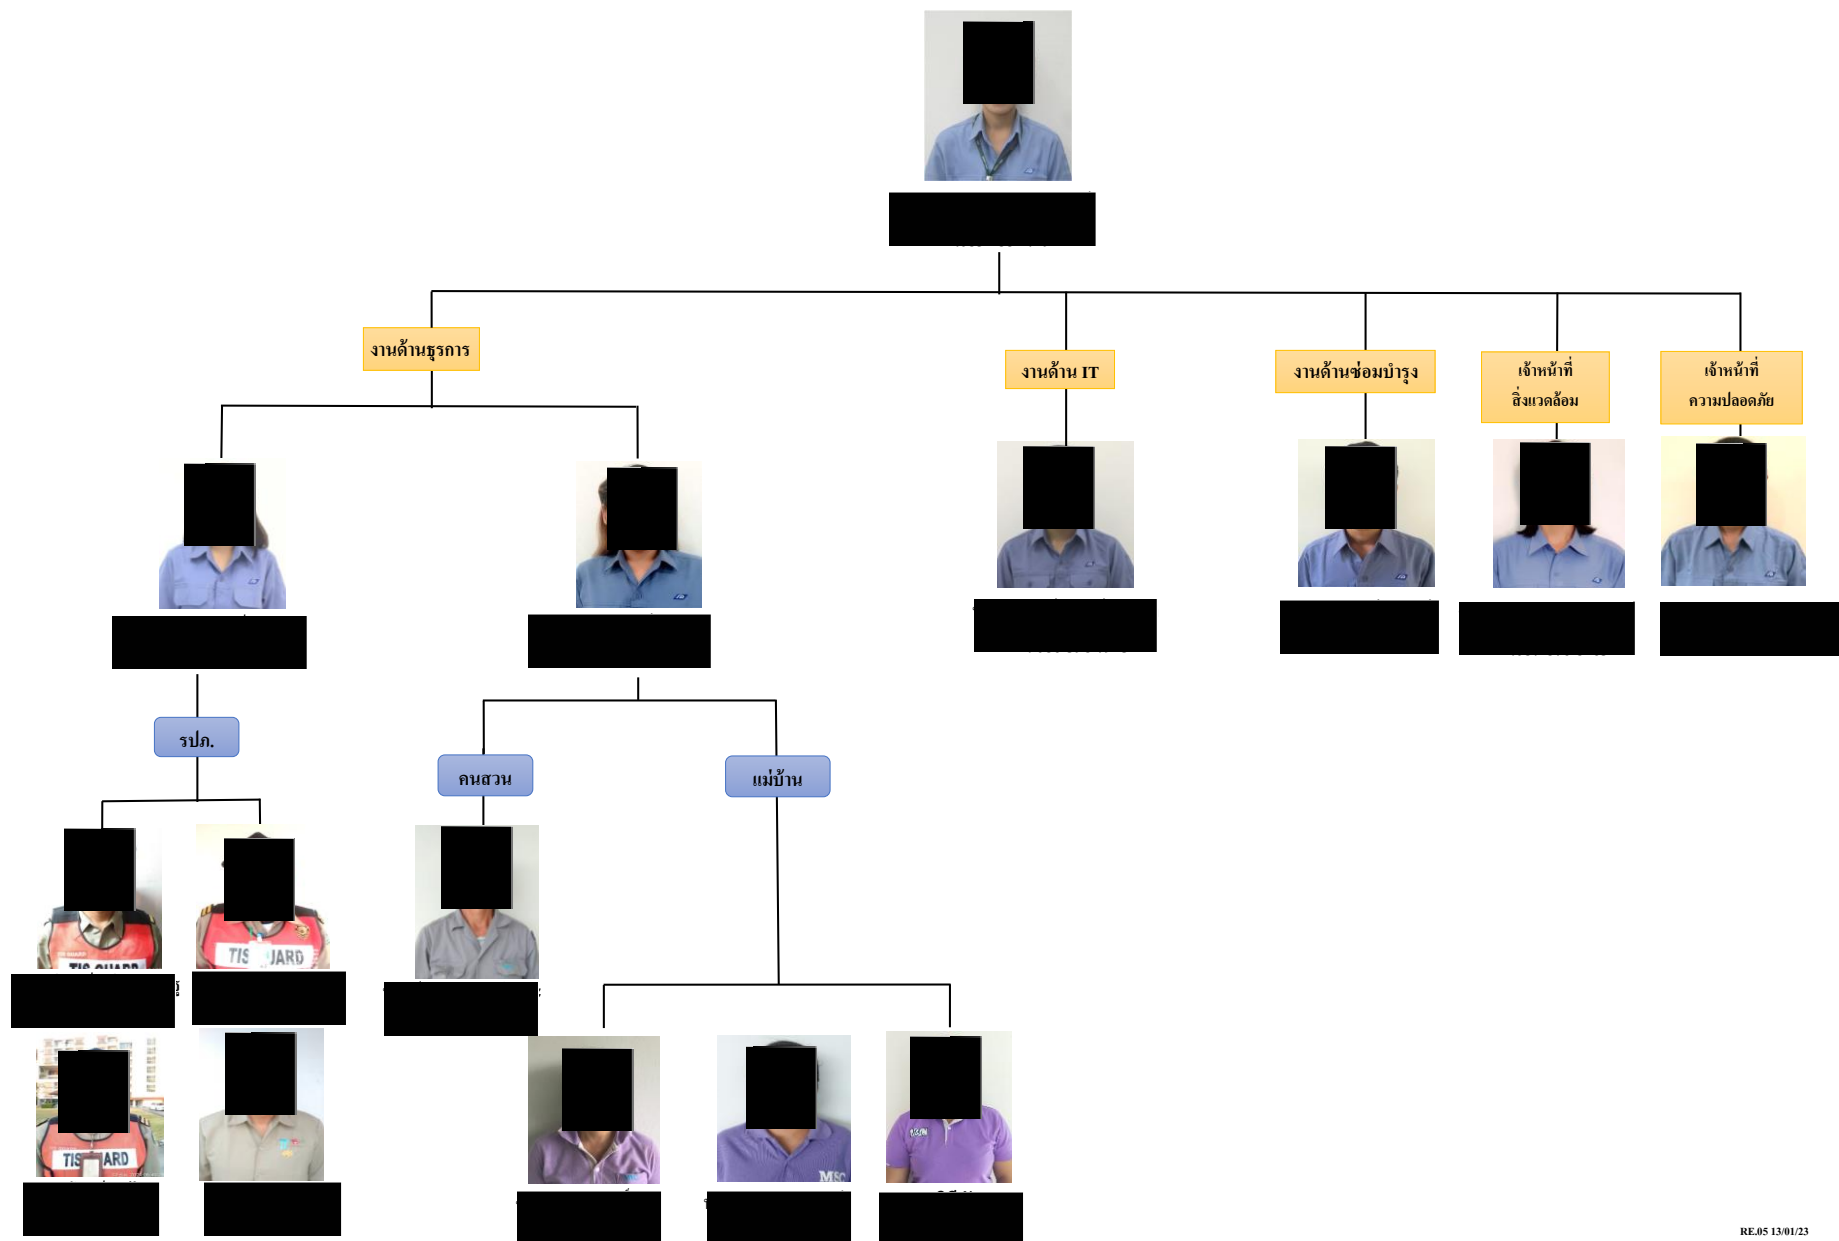 งานด้านธุรการ
งานด้าน IT
งานด้านซ่อมบำรุง
เจ้าหน้าที่
สิ่งแวดล้อม
เจ้าหน้าที่
ความปลอดภัย
รปภ.
คนสวน
แม่บ้าน
TIS GUARD
MSC
RE.05 13/01/23